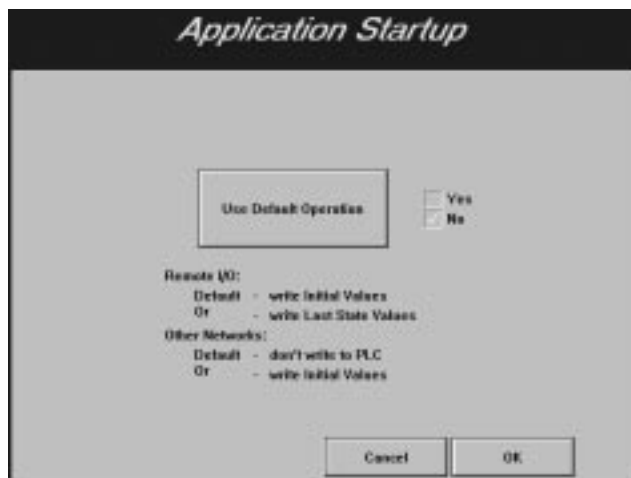 Application Startup
Use Default Operation
Yes
No
Remote I/O:
Default - write Initial Values
Or - write Last State Values
Other Networks:
Default - don't write to PLC
Or - write Initial Values
Cancel OK